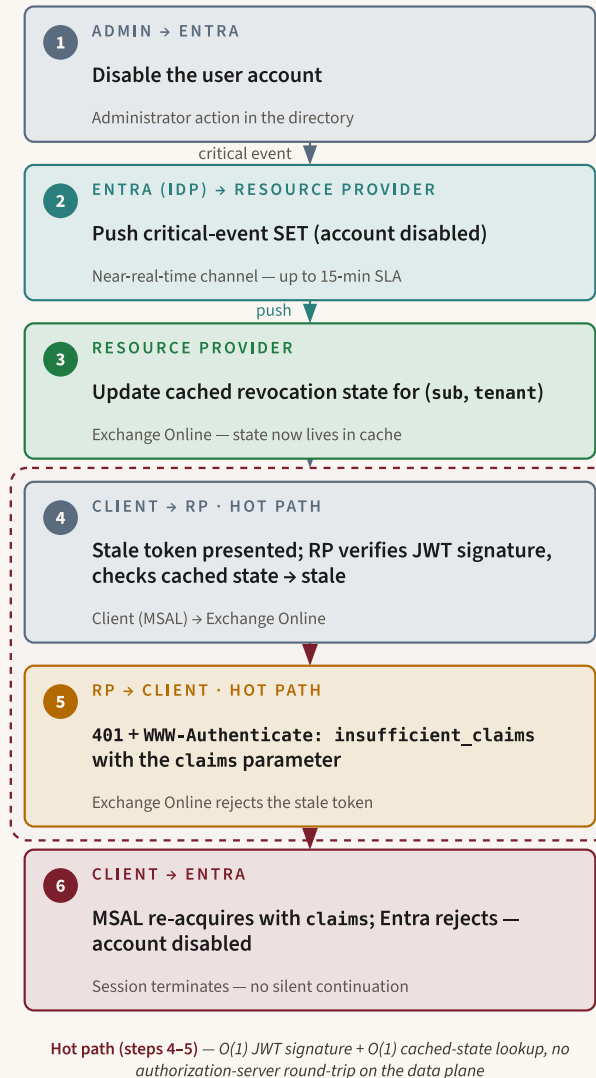 1
ADMIN → ENTRA
Disable the user account
Administrator action in the directory
critical event
2
ENTRA (IDP) → RESOURCE PROVIDER
Push critical-event SET (account disabled)
Near-real-time channel — up to 15-min SLA
push
3
RESOURCE PROVIDER
Update cached revocation state for (sub, tenant)
Exchange Online — state now lives in cache
4
CLIENT → RP · HOT PATH
Stale token presented; RP verifies JWT signature,
checks cached state → stale
Client (MSAL) → Exchange Online
5
RP → CLIENT · HOT PATH
401 + WWW-Authenticate: insufficient_claims
with the claims parameter
Exchange Online rejects the stale token
6
CLIENT → ENTRA
MSAL re-acquires with claims; Entra rejects —
account disabled
Session terminates — no silent continuation
Hot path (steps 4–5) — O(1) JWT signature + O(1) cached-state lookup, no
authorization-server round-trip on the data plane